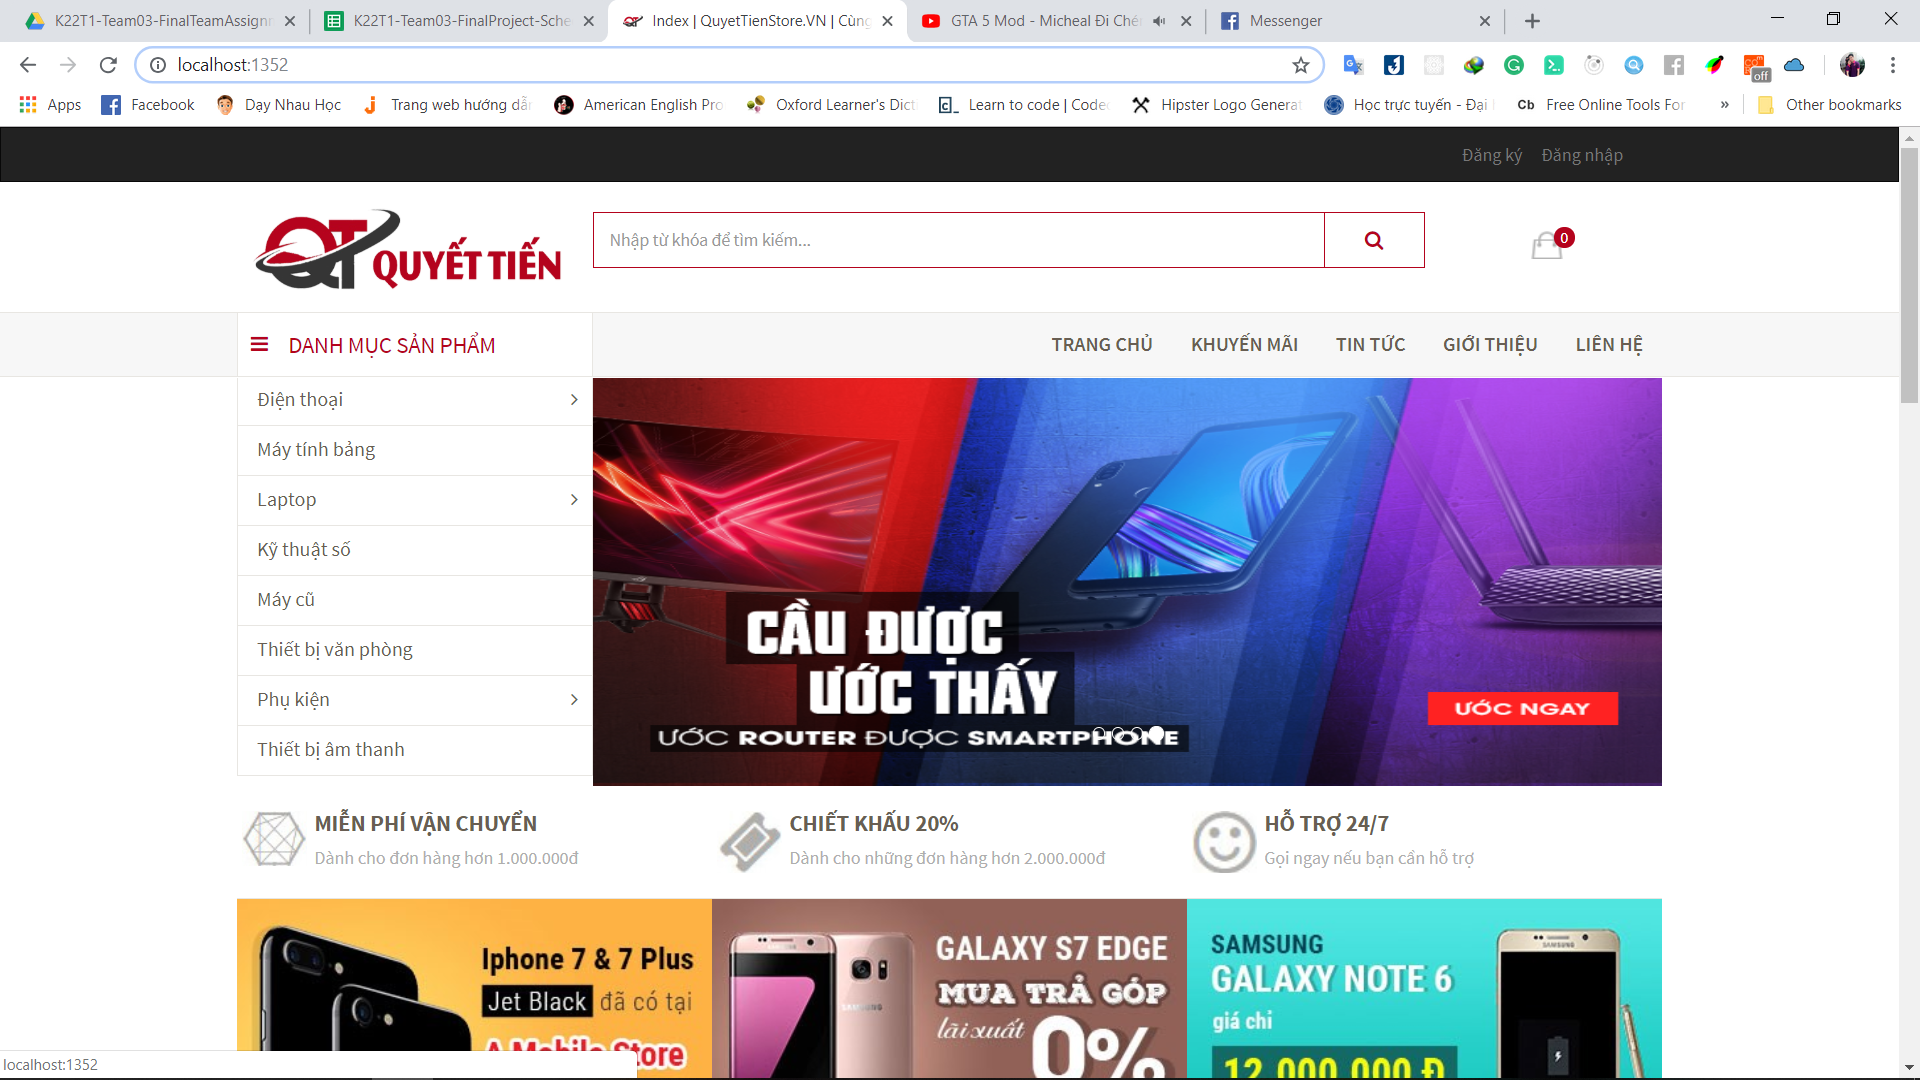 K22T1-Team03-FinalTeamAssignm
K22T1-Team03-FinalProject-Sche
Index | QuyetTienStore.VN | Cùng
GTA 5 Mod - Micheal Đi Ché
Messenger
localhost:1352
Apps
Facebook
Dạy Nhau Học
Trang web hướng dẫn
American English Pro
Oxford Learner's Dict
Learn to code | Codec
Hipster Logo Generat
Học trực tuyến - Đại
Cb Free Online Tools For
»
Other bookmarks
off
Đăng ký
Đăng nhập
QT QUYẾT TIẾN
Nhập từ khóa để tìm kiếm...
0
DANH MỤC SẢN PHẨM
TRANG CHỦ
KHUYẾN MÃI
TIN TỨC
GIỚI THIỆU
LIÊN HỆ
Điện thoại
Máy tính bảng
Laptop
Kỹ thuật số
Máy cũ
Thiết bị văn phòng
Phụ kiện
Thiết bị âm thanh
CẦU ĐƯỢC
ƯỚC THẤY
ƯỚC ROUTER ĐƯỢC SMARTPHONE
ƯỚC NGAY
MIỄN PHÍ VẬN CHUYỂN
Dành cho đơn hàng hơn 1.000.000đ
CHIẾT KHẤU 20%
Dành cho những đơn hàng hơn 2.000.000đ
HỖ TRỢ 24/7
Gọi ngay nếu bạn cần hỗ trợ
Iphone 7 & 7 Plus
Jet Black đã có tại
A Mobile Store
GALAXY S7 EDGE
MUA TRẢ GÓP
lãi xuất 0%
SAMSUNG
GALAXY NOTE 6
giá chỉ
12.000.000 Đ
SAMSUNG
localhost:1352